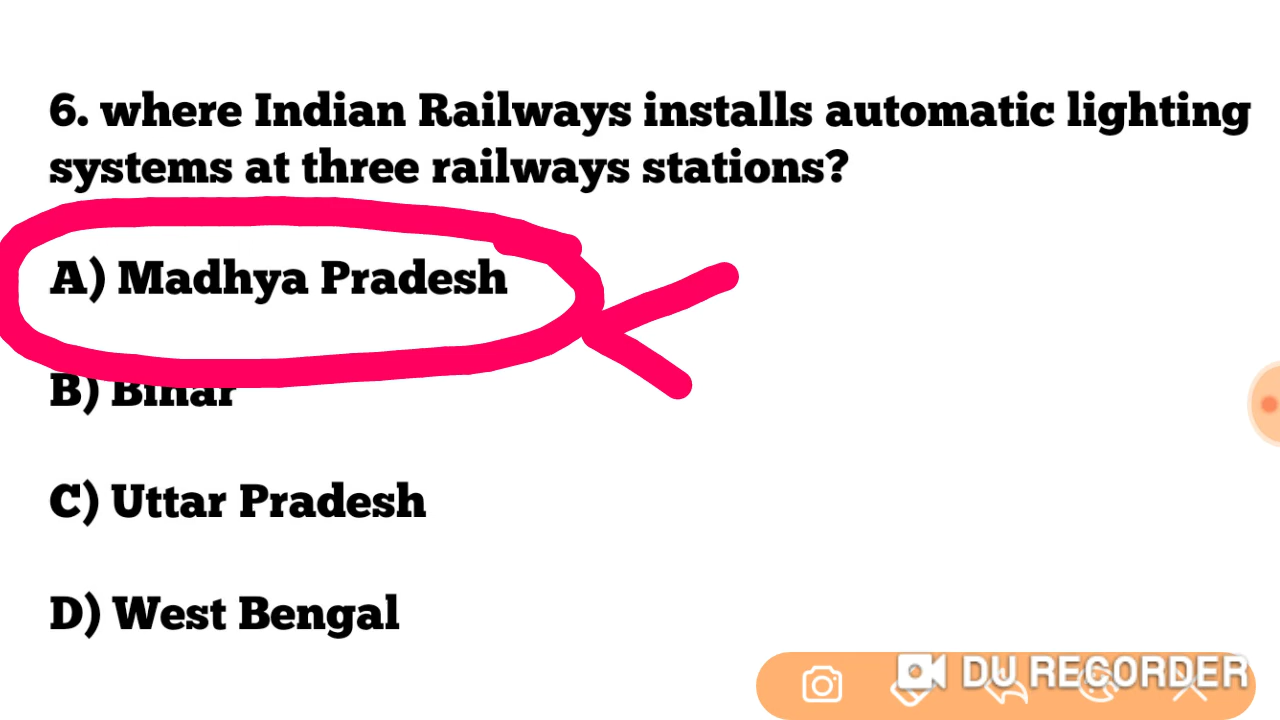 6. where Indian Railways installs automatic lighting
systems at three railways stations?
A) Madhya Pradesh
B) Bihar
C) Uttar Pradesh
D) West Bengal
DU RECORDER